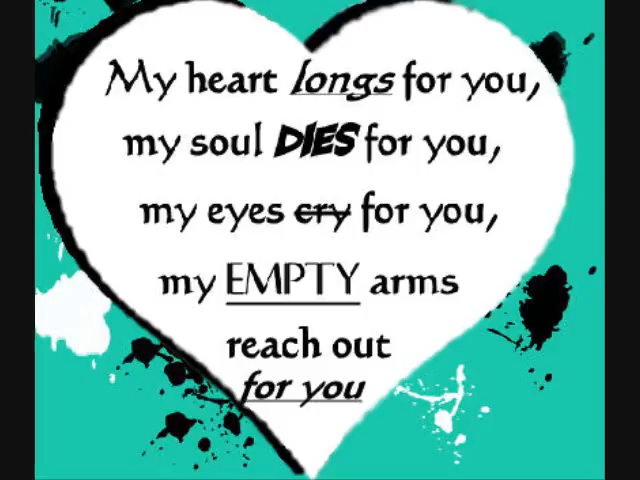 My heart longs for you,
my soul DIES for you,
my eyes cry for you,
my EMPTY arms
reach out
for you